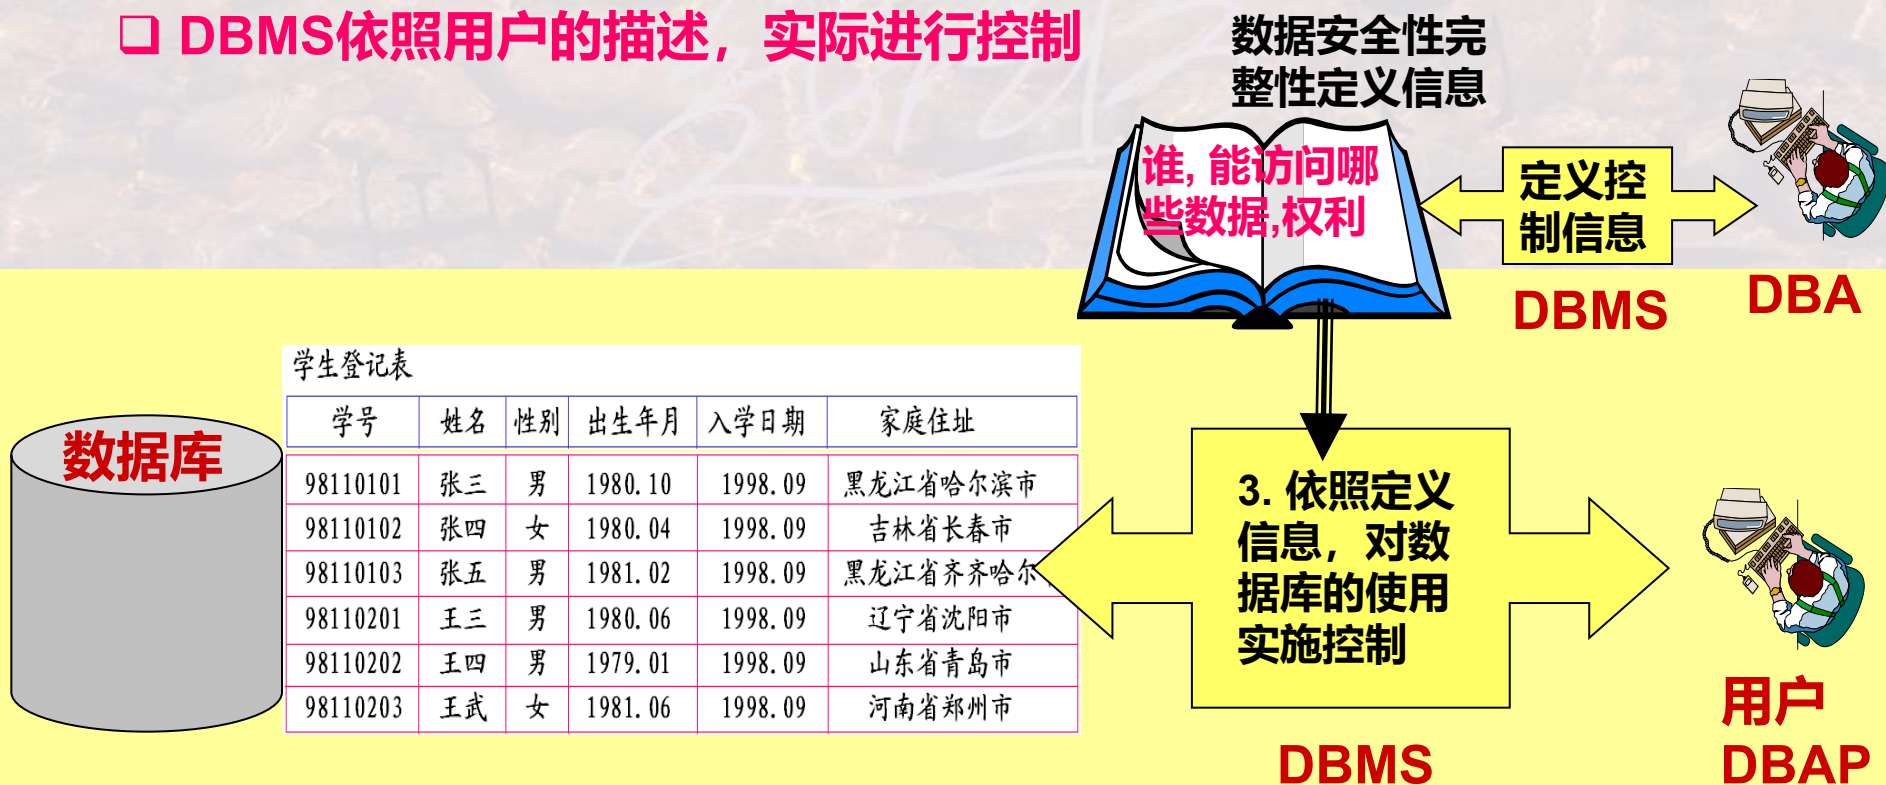 ❑ DBMS依照用户的描述，实际进行控制
数据安全性完
整性定义信息
谁, 能访问哪
些数据,权利
定义控
制信息
DBMS
DBA
学生登记表
学号 姓名 性别 出生年月 入学日期 家庭住址
98110101 张三 男 1980.10 1998.09 黑龙江省哈尔滨市
98110102 张四 女 1980.04 1998.09 吉林省长春市
98110103 张五 男 1981.02 1998.09 黑龙江省齐齐哈尔
98110201 王三 男 1980.06 1998.09 辽宁省沈阳市
98110202 王四 男 1979.01 1998.09 山东省青岛市
98110203 王武 女 1981.06 1998.09 河南省郑州市
数据库
3. 依照定义
信息，对数
据库的使用
实施控制
DBMS
用户
DBAP